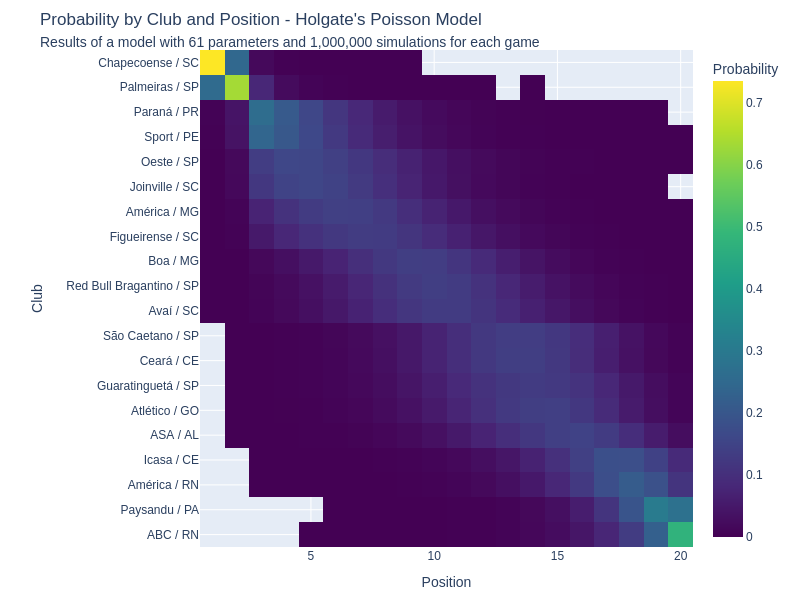 Probability by Club and Position - Holgate's Poisson Model
Results of a model with 61 parameters and 1,000,000 simulations for each game
Probability
Chapecoense / SC
Palmeiras / SP
Paraná / PR
Sport / PE
Oeste / SP
Joinville / SC
América / MG
Figueirense / SC
Boa / MG
Red Bull Bragantino / SP
Avaí / SC
São Caetano / SP
Ceará / CE
Guaratinguetá / SP
Atlético / GO
ASA / AL
Icasa / CE
América / RN
Paysandu / PA
ABC / RN
Club
5
10
15
20
Position
0.7
0.6
0.5
0.4
0.3
0.2
0.1
0